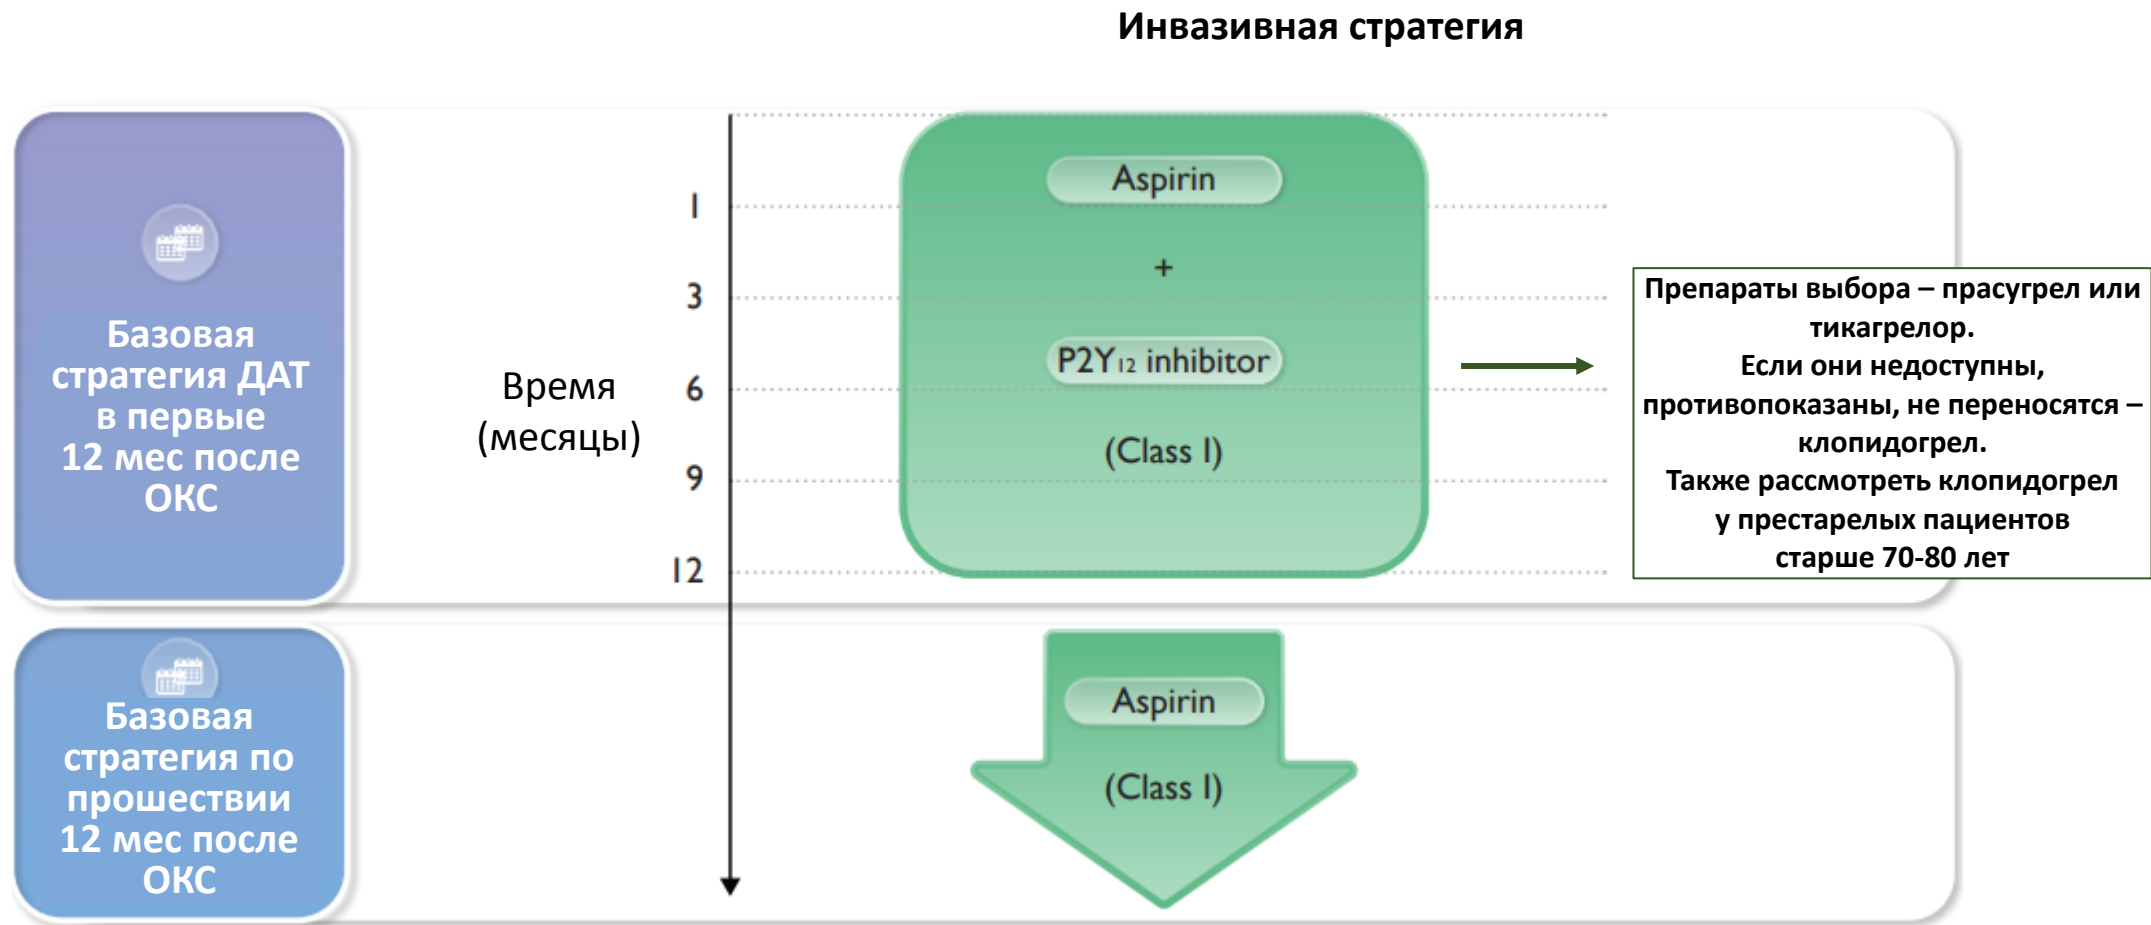 Инвазивная стратегия
Базовая
стратегия ДАТ
в первые
12 мес после
ОКС
Время
(месяцы)
1
3
6
9
12
Aspirin
+
P2Y₁₂ inhibitor
(Class I)
Препараты выбора – прасугрел или
тикагрелор.
Если они недоступны,
противопоказаны, не переносятся –
клопидогрел.
Также рассмотреть клопидогрел
у престарелых пациентов
старше 70-80 лет
Базовая
стратегия по
прошествии
12 мес после
ОКС
Aspirin
(Class I)